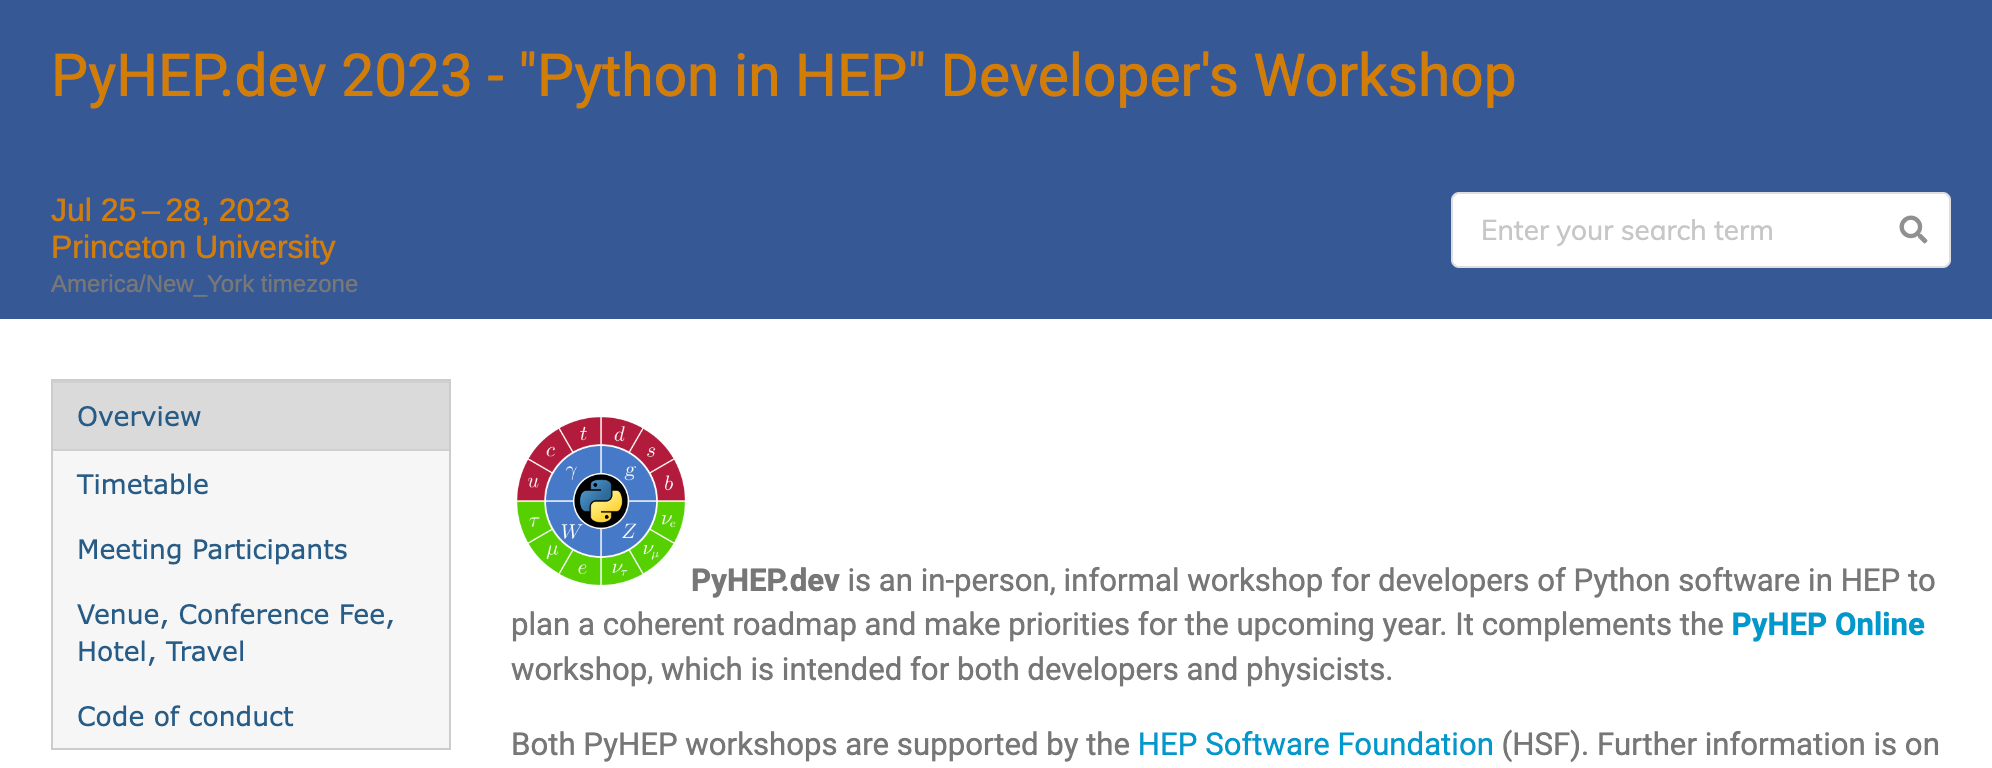 PyHEP.dev 2023 - "Python in HEP" Developer's Workshop
Jul 25 – 28, 2023
Princeton University
America/New_York timezone
Enter your search term
Overview
Timetable
Meeting Participants
Venue, Conference Fee,
Hotel, Travel
Code of conduct
t d
c s
u γ g b
τ W Z νe
μ νμ
e ντ
PyHEP.dev is an in-person, informal workshop for developers of Python software in HEP to
plan a coherent roadmap and make priorities for the upcoming year. It complements the PyHEP Online
workshop, which is intended for both developers and physicists.
Both PyHEP workshops are supported by the HEP Software Foundation (HSF). Further information is on